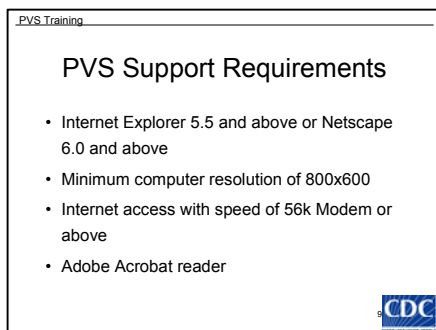 PVS Training
PVS Support Requirements
• Internet Explorer 5.5 and above or Netscape
6.0 and above
• Minimum computer resolution of 800x600
• Internet access with speed of 56k Modem or
above
• Adobe Acrobat reader
9
CDC